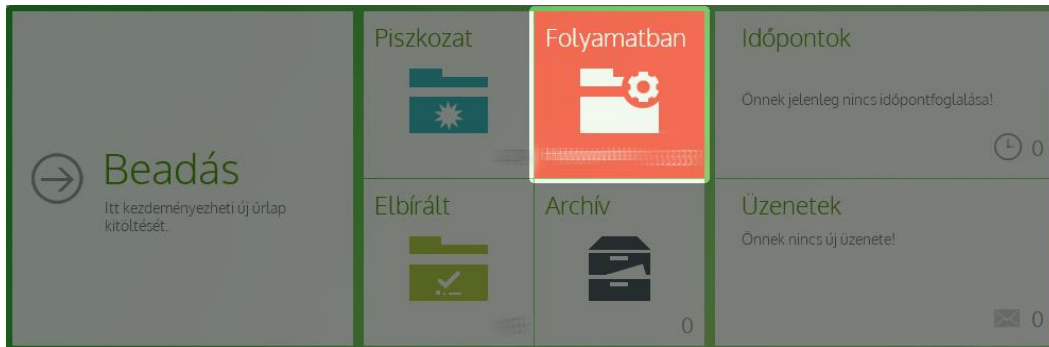 Piszkozat
Folyamatban
Időpontok
Önnek jelenleg nincs időpontfoglalása!
0
Beadás
Itt kezdeményezheti új űrlap
kitöltését.
Elbírált
Archív
0
Üzenetek
Önnek nincs új üzenete!
0